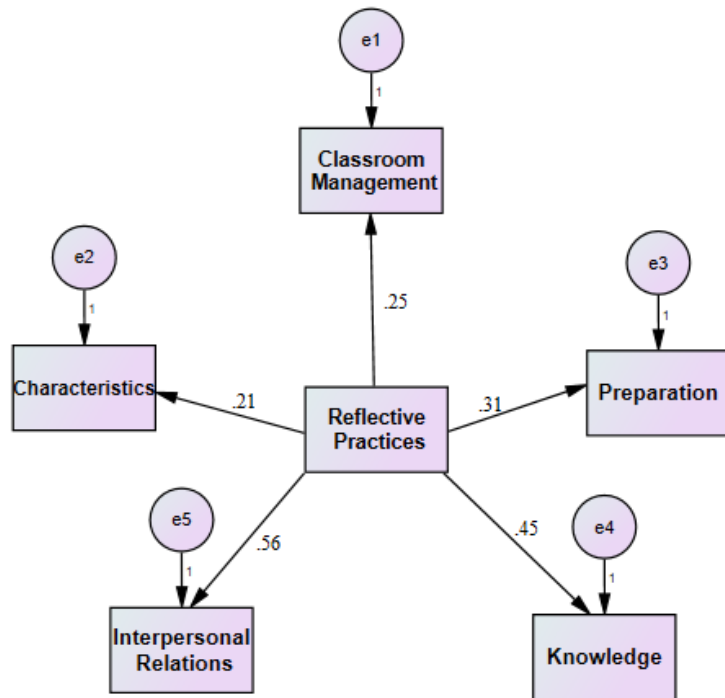 e1
1
Classroom
Management
e2
1
e3
1
.25
Characteristics
.21
Reflective
Practices
.31
Preparation
e5
1
.56
.45
e4
1
Interpersonal
Relations
Knowledge